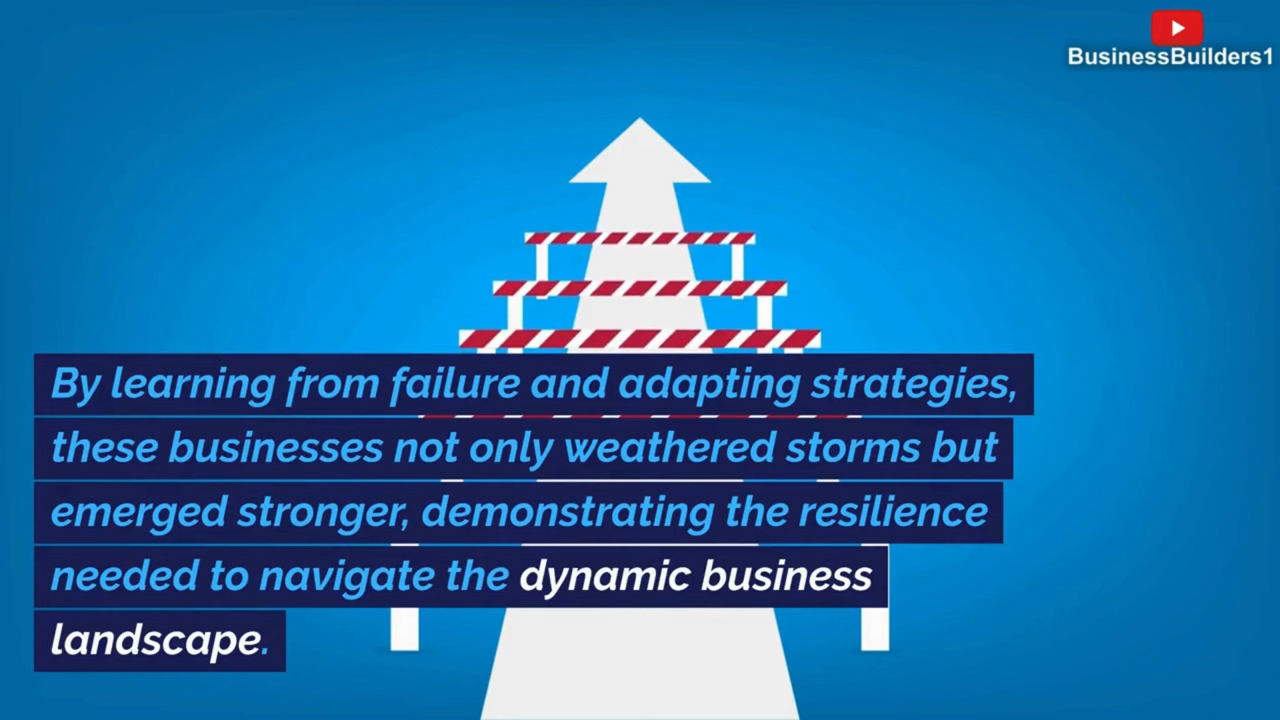 BusinessBuilders1
By learning from failure and adapting strategies,
these businesses not only weathered storms but
emerged stronger, demonstrating the resilience
needed to navigate the dynamic business
landscape.